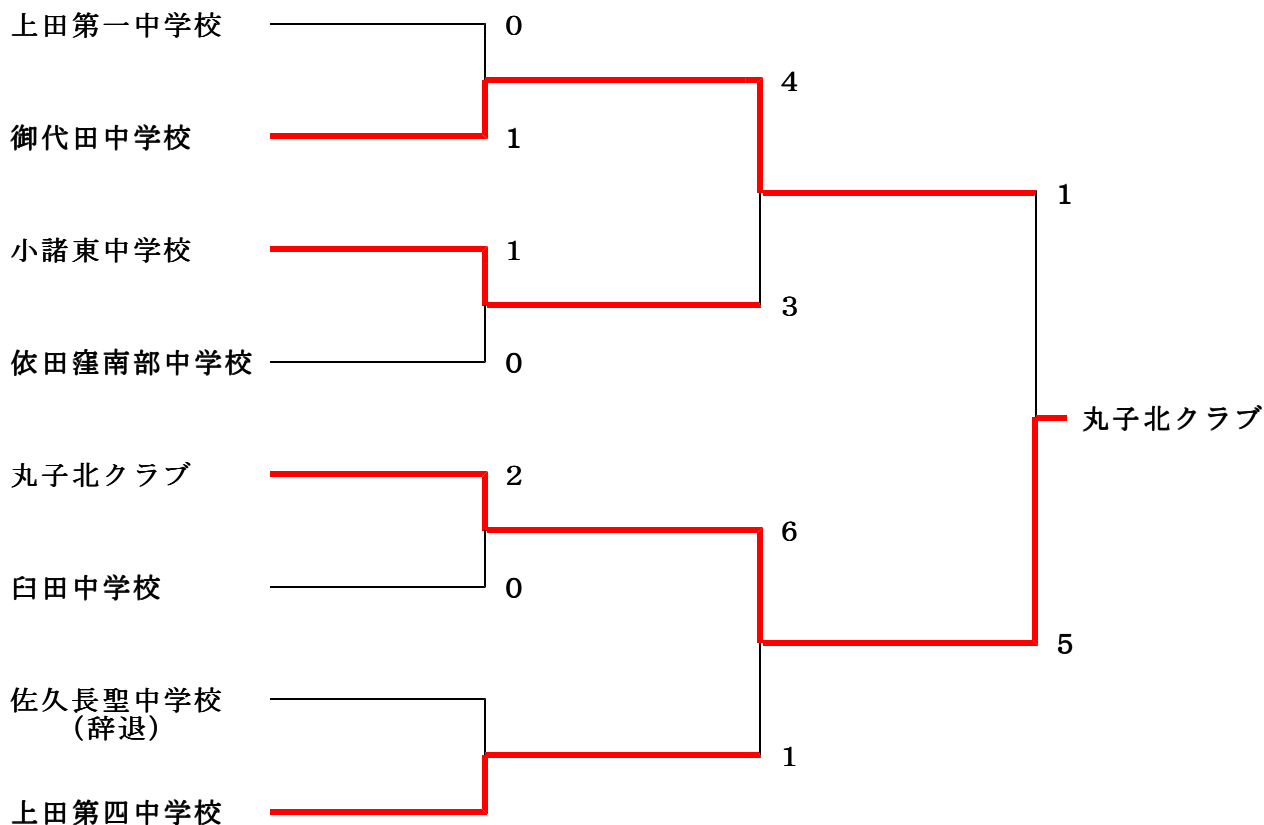 上田第一中学校
0
4
御代田中学校
1
1
小諸東中学校
1
3
依田窪南部中学校
0
丸子北クラブ
丸子北クラブ
2
6
臼田中学校
0
5
佐久長聖中学校
(辞退)
1
上田第四中学校